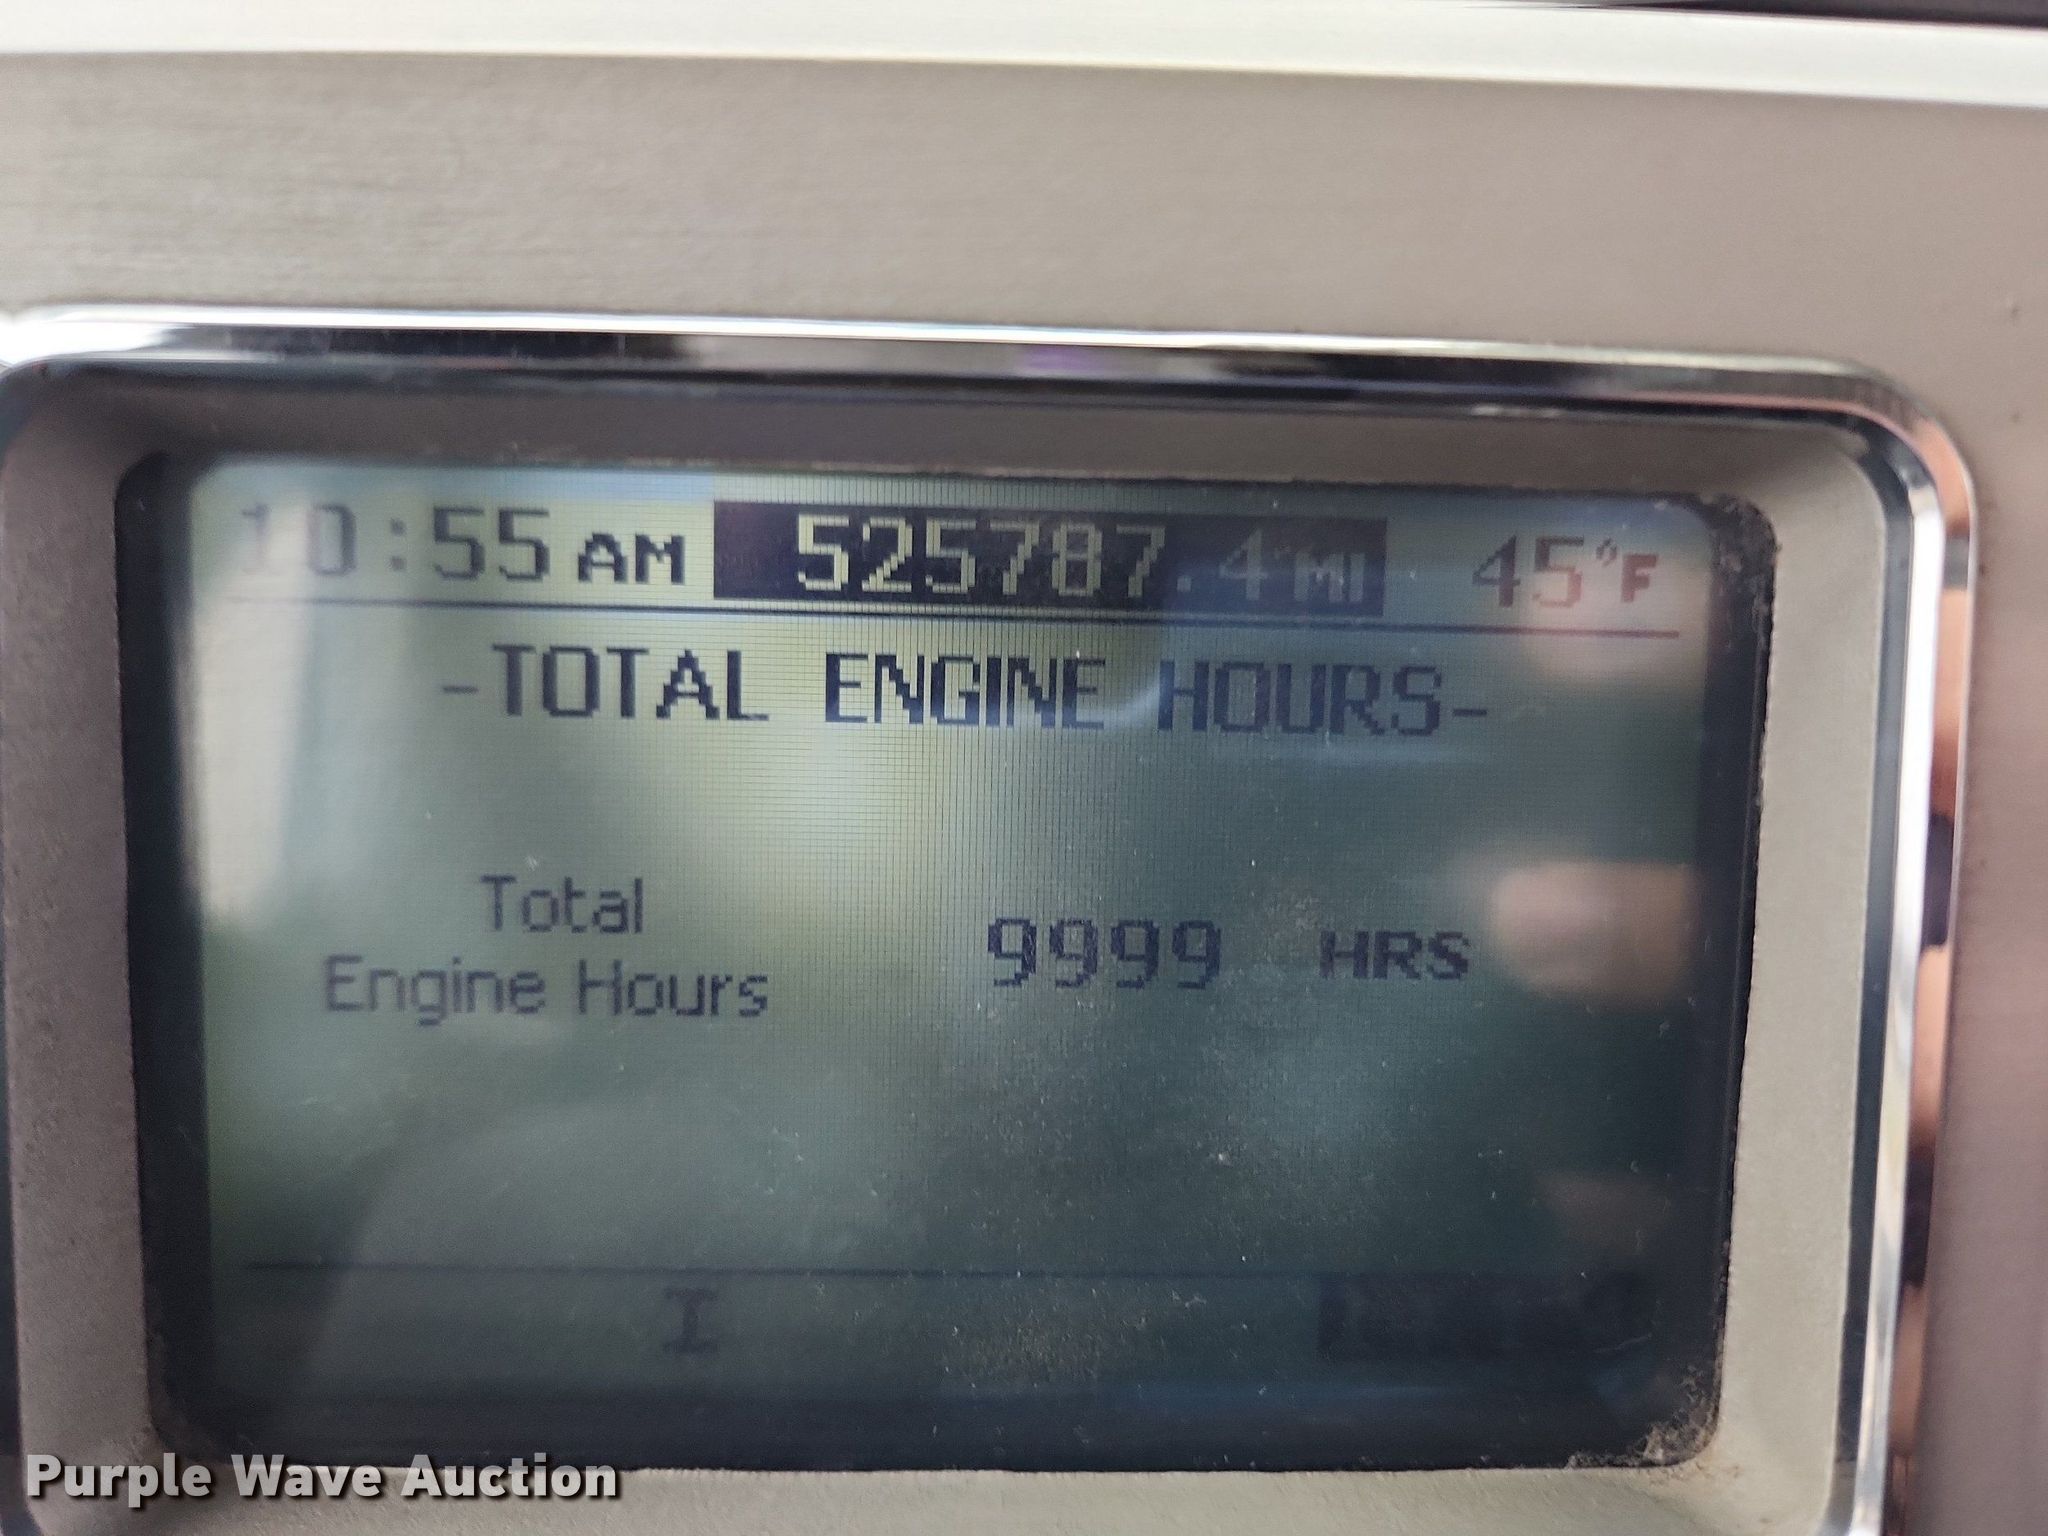 10:55 AM 525787.4 MI 45°F
-TOTAL ENGINE HOURS-
Total
Engine Hours 9999 HRS
I
Purple Wave Auction